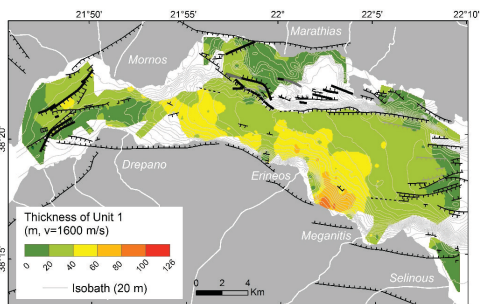 21°50' 21°55' 22°0' 22°5' 22°10'
Marathias
Mornos
38°20'
Drepano
Erineos
Thickness of Unit 1
(m, v=1600 m/s)
0 20 40 60 80 100 126
Isobath (20 m)
Meganitis
38°15'
Selinous
0 2 4
Km